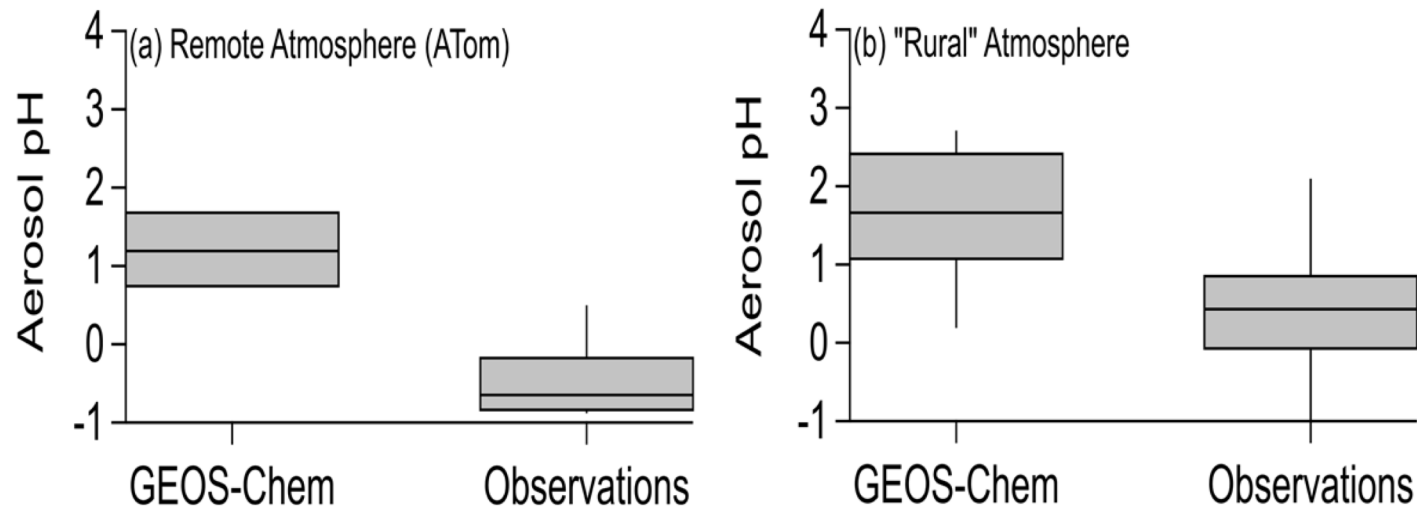 (a) Remote Atmosphere (ATom)
Aerosol pH
4
3
2
1
0
-1
GEOS-Chem
Observations
(b) "Rural" Atmosphere
Aerosol pH
4
3
2
1
0
-1
GEOS-Chem
Observations